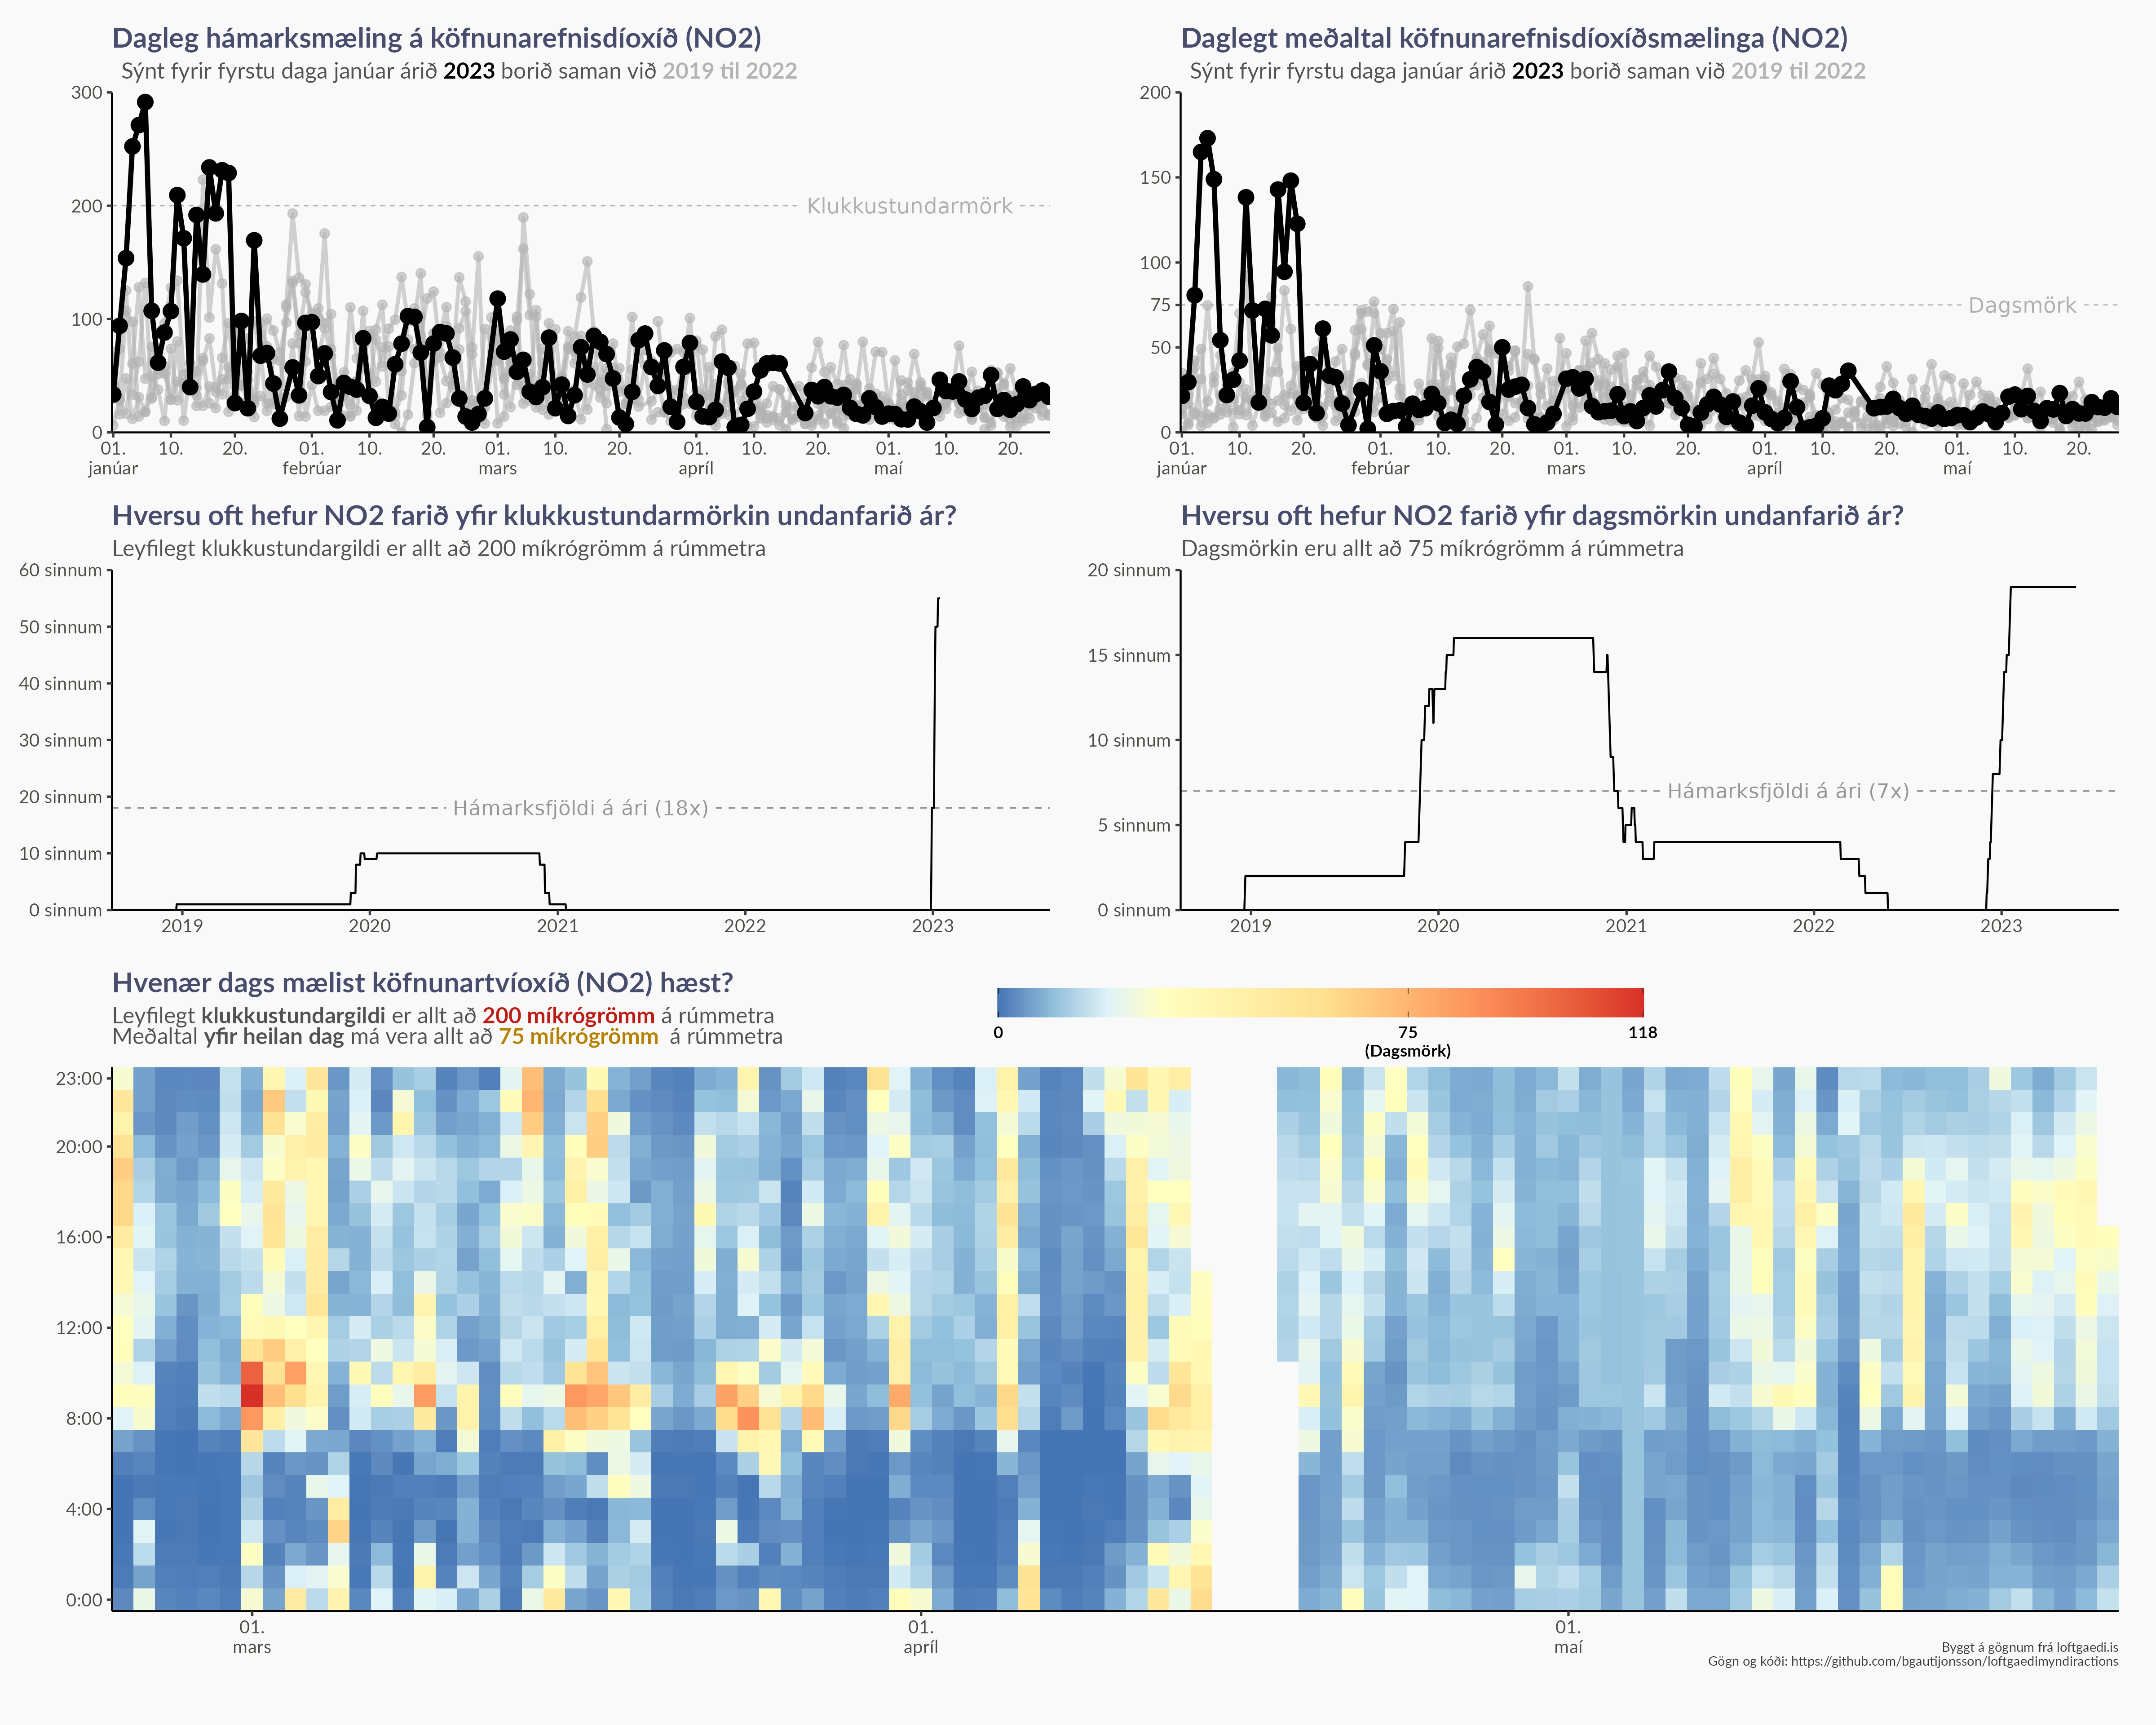 Dagleg hámarksmæling á köfnunarefnisdíoxíð (NO2)
Sýnt fyrir fyrstu daga janúar árið 2023 borið saman við 2019 til 2022
300
200
100
0
Klukkustundarmörk
01. 10. 20. 01. 10. 20. 01. 10. 20. 01. 10. 20. 01. 10. 20.
janúar febrúar mars apríl maí
Daglegt meðaltal köfnunarefnisdíoxíðsmælinga (NO2)
Sýnt fyrir fyrstu daga janúar árið 2023 borið saman við 2019 til 2022
200
150
100
75
50
0
Dagsmörk
01. 10. 20. 01. 10. 20. 01. 10. 20. 01. 10. 20. 01. 10. 20.
janúar febrúar mars apríl maí
Hversu oft hefur NO2 farið yfir klukkustundarmörkin undanfarið ár?
Leyfilegt klukkustundargildi er allt að 200 míkrógrömm á rúmmetra
60 sinnum
50 sinnum
40 sinnum
30 sinnum
20 sinnum
10 sinnum
0 sinnum
Hámarksfjöldi á ári (18x)
2019 2020 2021 2022 2023
Hversu oft hefur NO2 farið yfir dagsmörkin undanfarið ár?
Dagsmörkin eru allt að 75 míkrógrömm á rúmmetra
20 sinnum
15 sinnum
10 sinnum
5 sinnum
0 sinnum
Hámarksfjöldi á ári (7x)
2019 2020 2021 2022 2023
Hvenær dags mælist köfnunartvíoxíð (NO2) hæst?
Leyfilegt klukkustundargildi er allt að 200 míkrógrömm á rúmmetra
Meðaltal yfir heilan dag má vera allt að 75 míkrógrömm á rúmmetra
0 75 118
(Dagsmörk)
23:00
20:00
16:00
12:00
8:00
4:00
0:00
01. 01. 01.
mars apríl maí
Byggt á gögnum frá loftgaedi.is
Gögn og kóði: https://github.com/bgautijonsson/loftgaedimyndiractions